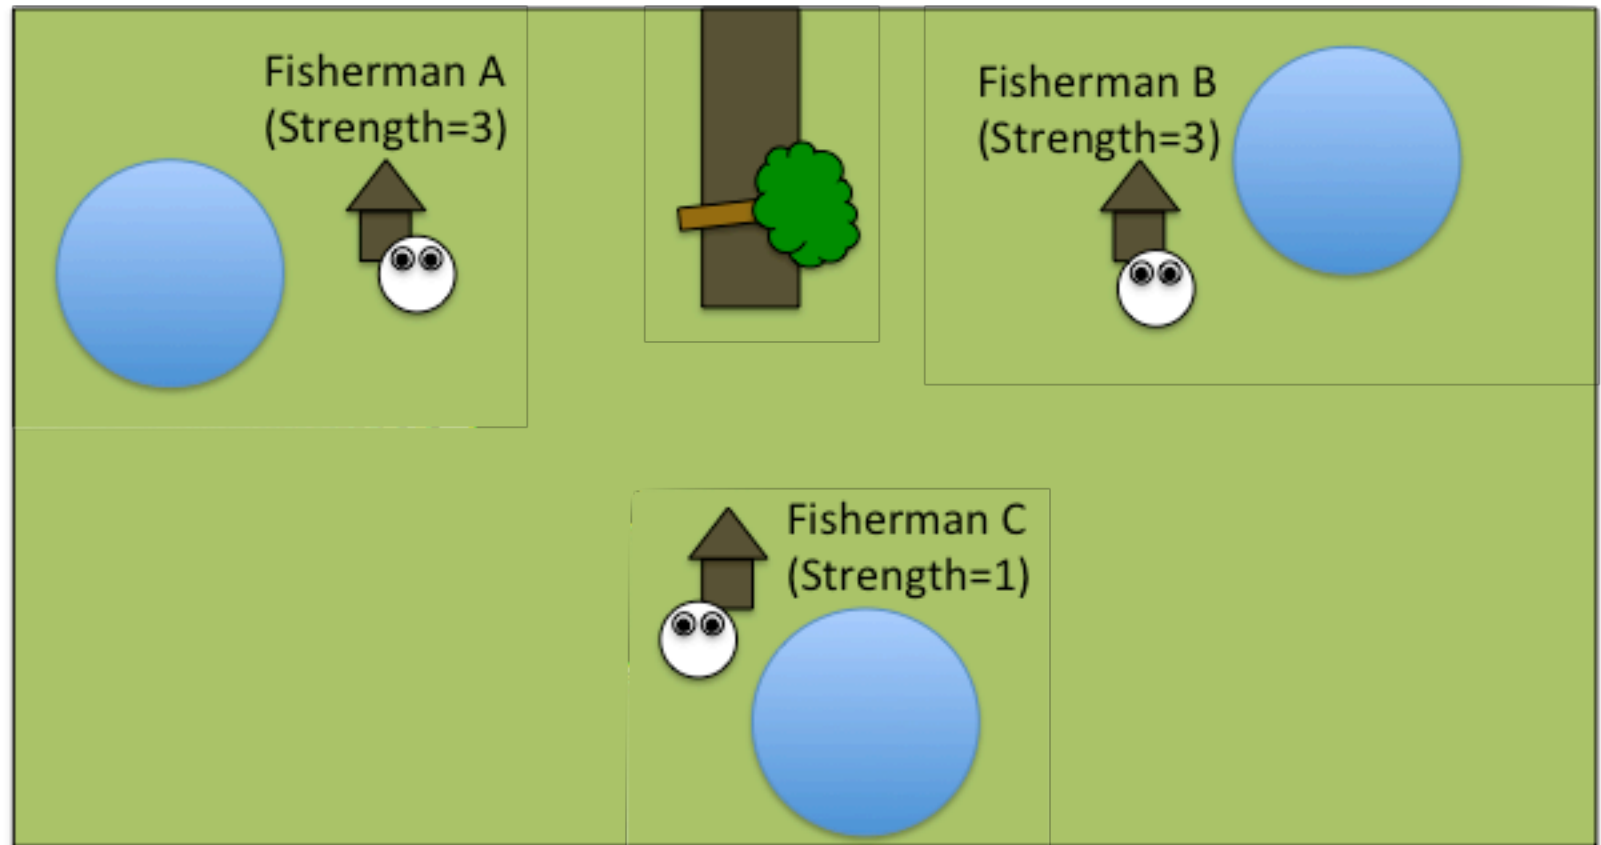 Fisherman A
(Strength=3)
Fisherman B
(Strength=3)
Fisherman C
(Strength=1)